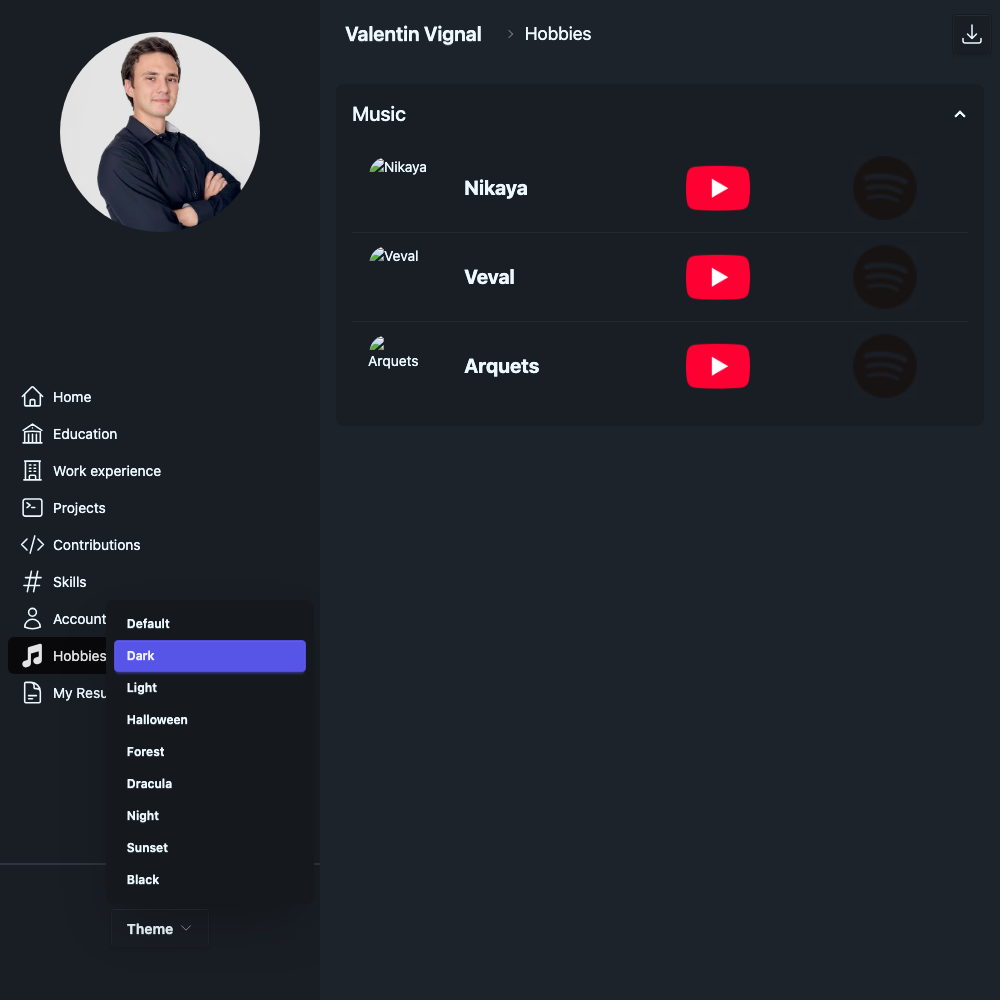 Valentin Vignal
Hobbies
Music
Nikaya
Nikaya
Veval
Veval
Arquets
Arquets
Home
Education
Work experience
Projects
Contributions
Skills
Account
Hobbies
My Resu
Default
Dark
Light
Halloween
Forest
Dracula
Night
Sunset
Black
Theme